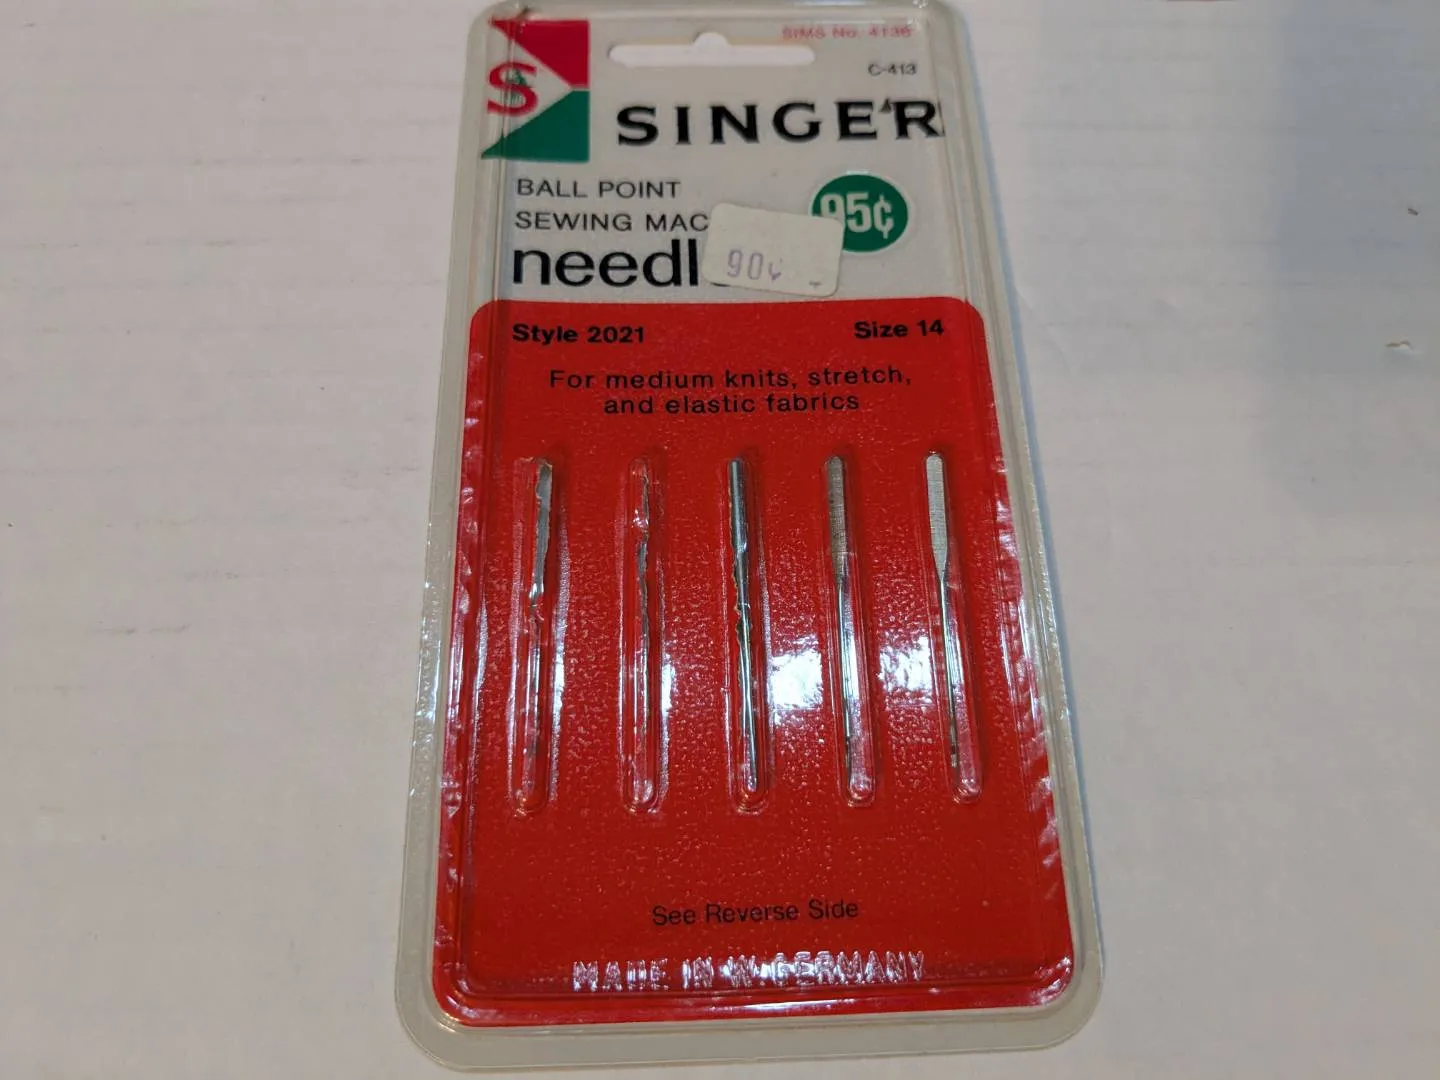 SIMS No. 4136
C-413
S
SINGER
BALL POINT
95¢
SEWING MAC
needl
90¢
Style 2021 Size 14
For medium knits, stretch,
and elastic fabrics
See Reverse Side
MADE IN W. GERMANY